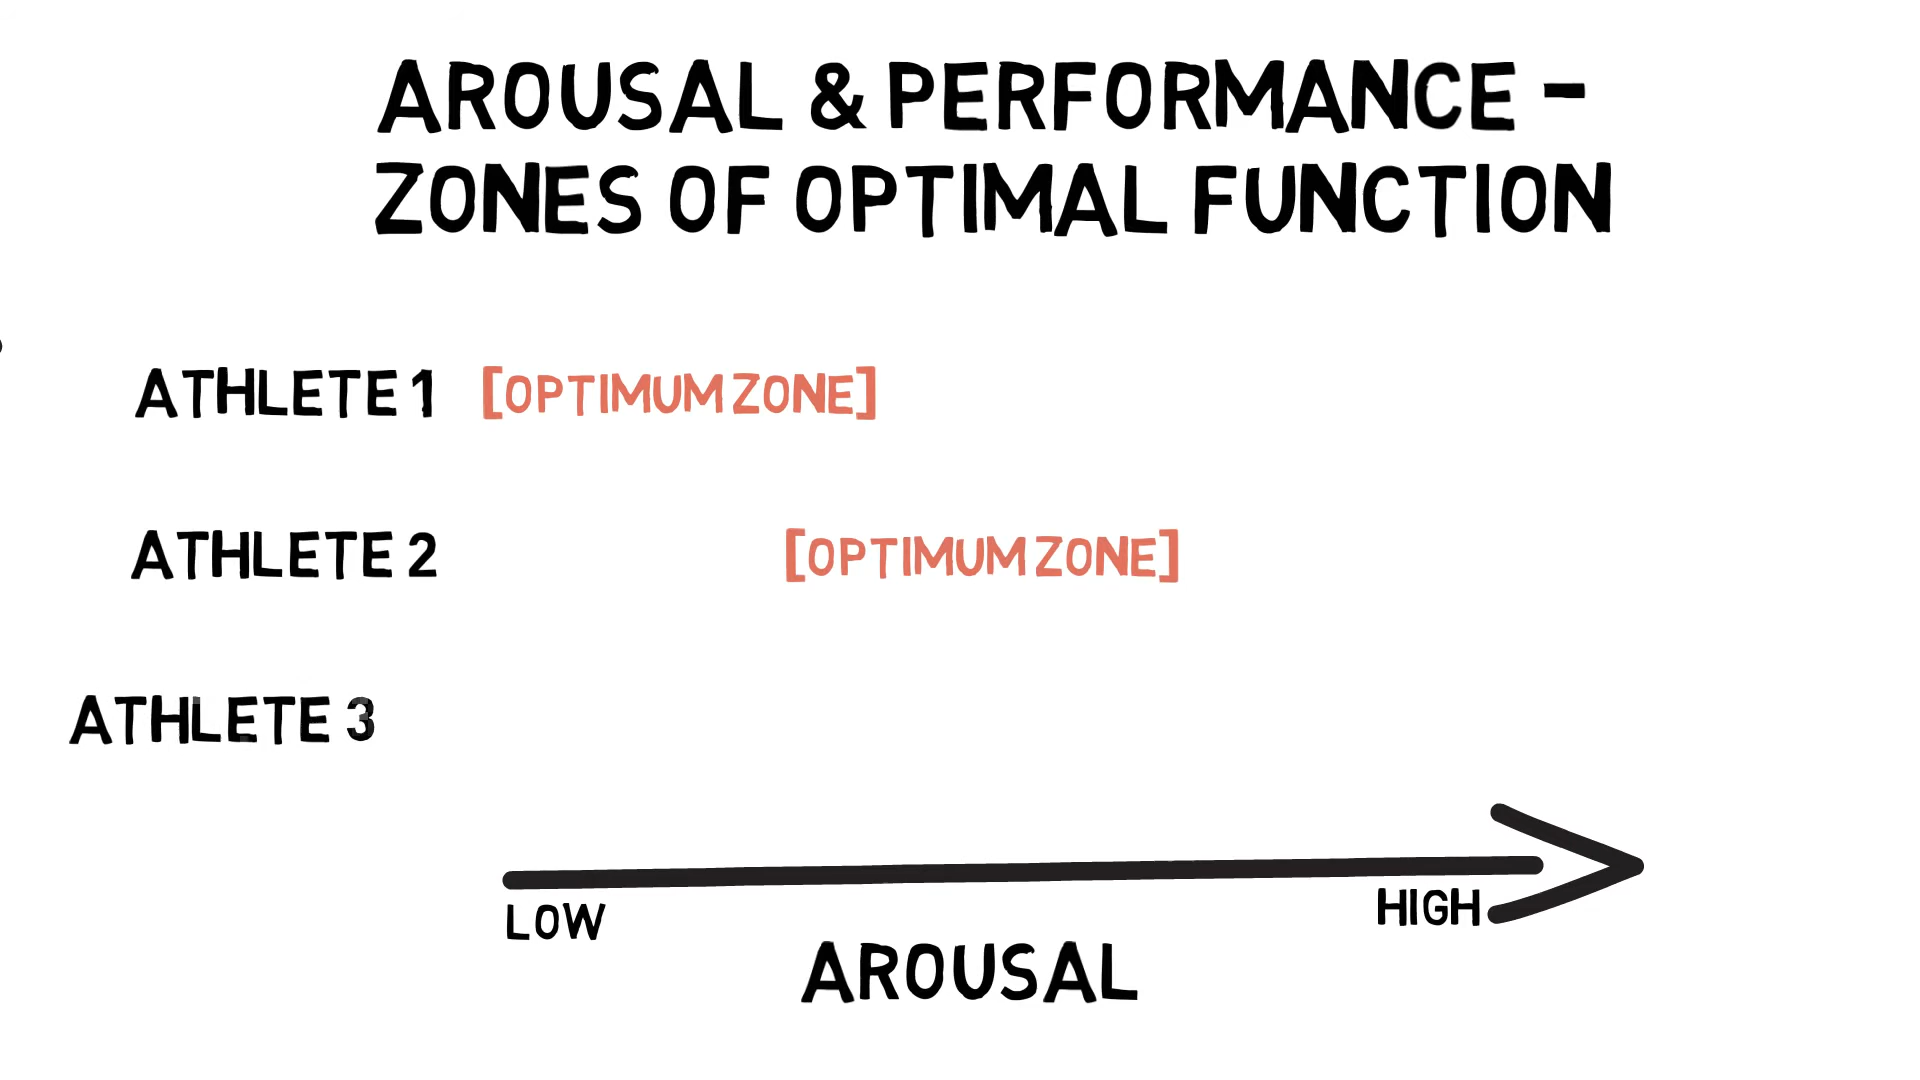 AROUSAL & PERFORMANCE -
ZONES OF OPTIMAL FUNCTION
ATHLETE 1 [OPTIMUM ZONE]
ATHLETE 2 [OPTIMUM ZONE]
ATHLETE 3
LOW HIGH
AROUSAL